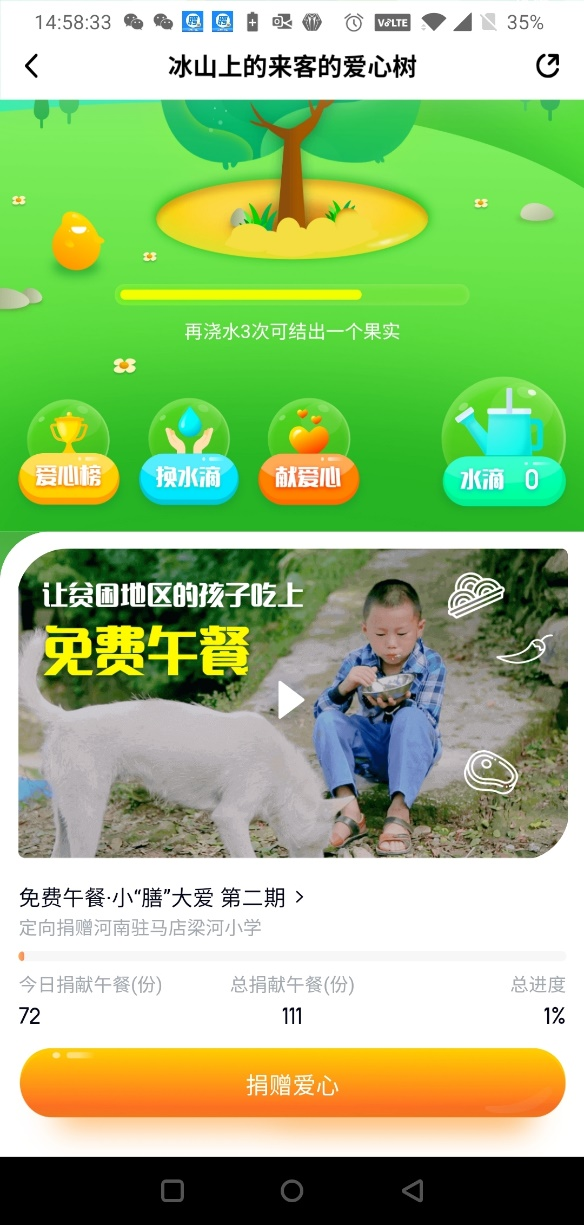 14:58:33
VoLTE
35%
冰山上的来客的爱心树
再浇水3次可结出一个果实
爱心榜
换水滴
献爱心
水滴 0
让贫困地区的孩子吃上
免费午餐
免费午餐·小“膳”大爱 第二期 >
定向捐赠河南驻马店梁河小学
今日捐献午餐(份) 总捐献午餐(份) 总进度
72 111 1%
捐赠爱心